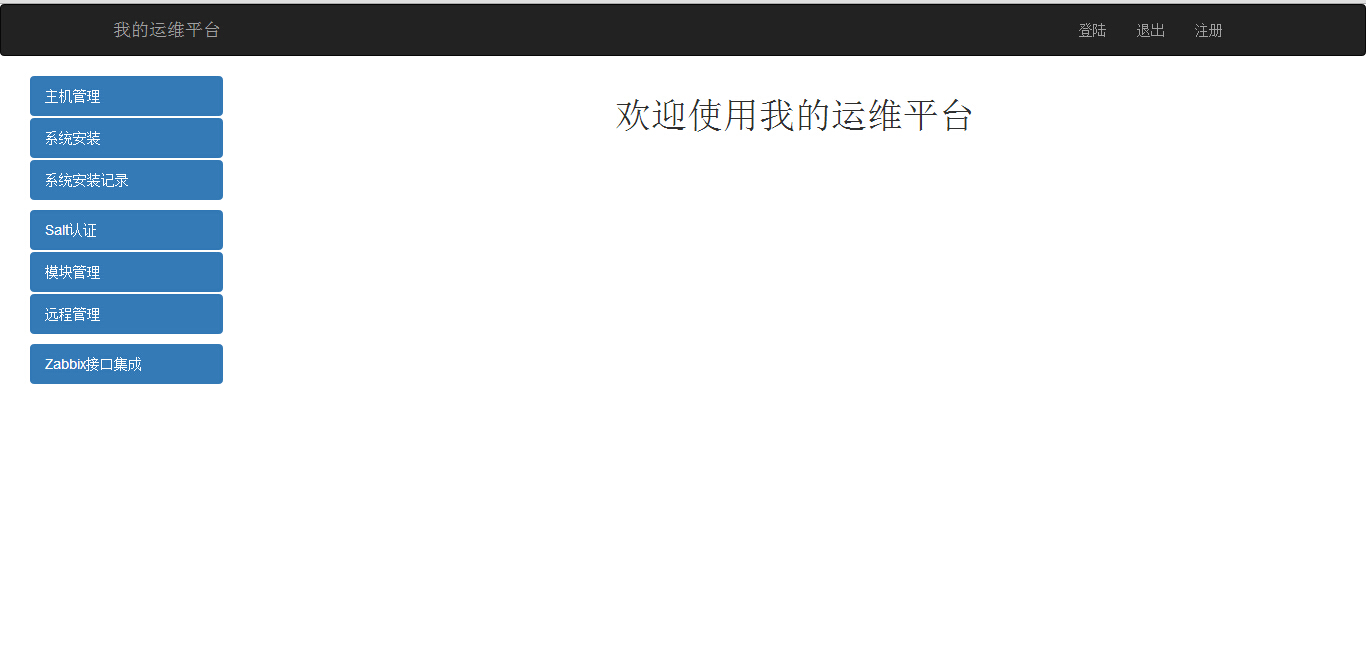 我的运维平台 登陆 退出 注册
主机管理
欢迎使用我的运维平台
系统安装
系统安装记录
Salt认证
模块管理
远程管理
Zabbix接口集成